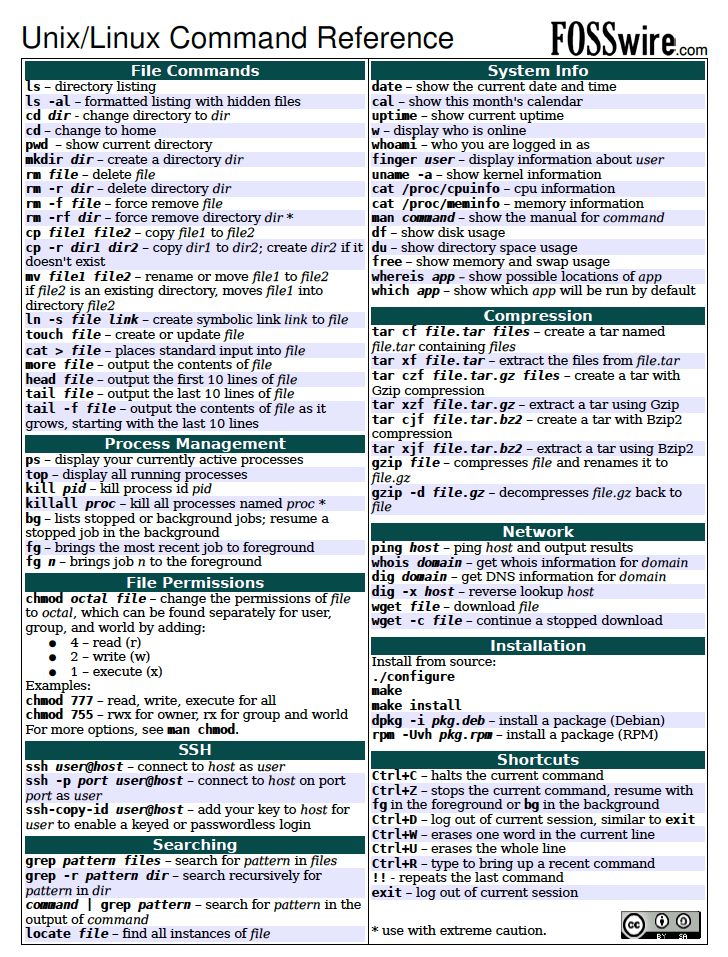 Unix/Linux Command Reference
FOSSwire.com
File Commands
ls – directory listing
ls -al – formatted listing with hidden files
cd dir - change directory to dir
cd – change to home
pwd – show current directory
mkdir dir – create a directory dir
rm file – delete file
rm -r dir – delete directory dir
rm -f file – force remove file
rm -rf dir – force remove directory dir *
cp file1 file2 – copy file1 to file2
cp -r dir1 dir2 – copy dir1 to dir2; create dir2 if it
doesn't exist
mv file1 file2 – rename or move file1 to file2
if file2 is an existing directory, moves file1 into
directory file2
ln -s file link – create symbolic link link to file
touch file – create or update file
cat > file – places standard input into file
more file – output the contents of file
head file – output the first 10 lines of file
tail file – output the last 10 lines of file
tail -f file – output the contents of file as it
grows, starting with the last 10 lines
Process Management
ps – display your currently active processes
top – display all running processes
kill pid – kill process id pid
killall proc – kill all processes named proc *
bg – lists stopped or background jobs; resume a
stopped job in the background
fg – brings the most recent job to foreground
fg n – brings job n to the foreground
File Permissions
chmod octal file – change the permissions of file
to octal, which can be found separately for user,
group, and world by adding:
● 4 – read (r)
● 2 – write (w)
● 1 – execute (x)
Examples:
chmod 777 – read, write, execute for all
chmod 755 – rwx for owner, rx for group and world
For more options, see man chmod.
SSH
ssh user@host – connect to host as user
ssh -p port user@host – connect to host on port
port as user
ssh-copy-id user@host – add your key to host for
user to enable a keyed or passwordless login
Searching
grep pattern files – search for pattern in files
grep -r pattern dir – search recursively for
pattern in dir
command | grep pattern – search for pattern in the
output of command
locate file – find all instances of file
System Info
date – show the current date and time
cal – show this month's calendar
uptime – show current uptime
w – display who is online
whoami – who you are logged in as
finger user – display information about user
uname -a – show kernel information
cat /proc/cpuinfo – cpu information
cat /proc/meminfo – memory information
man command – show the manual for command
df – show disk usage
du – show directory space usage
free – show memory and swap usage
whereis app – show possible locations of app
which app – show which app will be run by default
Compression
tar cf file.tar files – create a tar named
file.tar containing files
tar xf file.tar – extract the files from file.tar
tar czf file.tar.gz files – create a tar with
Gzip compression
tar xzf file.tar.gz – extract a tar using Gzip
tar cjf file.tar.bz2 – create a tar with Bzip2
compression
tar xjf file.tar.bz2 – extract a tar using Bzip2
gzip file – compresses file and renames it to
file.gz
gzip -d file.gz – decompresses file.gz back to
file
Network
ping host – ping host and output results
whois domain – get whois information for domain
dig domain – get DNS information for domain
dig -x host – reverse lookup host
wget file – download file
wget -c file – continue a stopped download
Installation
Install from source:
./configure
make
make install
dpkg -i pkg.deb – install a package (Debian)
rpm -Uvh pkg.rpm – install a package (RPM)
Shortcuts
Ctrl+C – halts the current command
Ctrl+Z – stops the current command, resume with
fg in the foreground or bg in the background
Ctrl+D – log out of current session, similar to exit
Ctrl+W – erases one word in the current line
Ctrl+U – erases the whole line
Ctrl+R – type to bring up a recent command
!! - repeats the last command
exit – log out of current session
* use with extreme caution.
cc BY SA